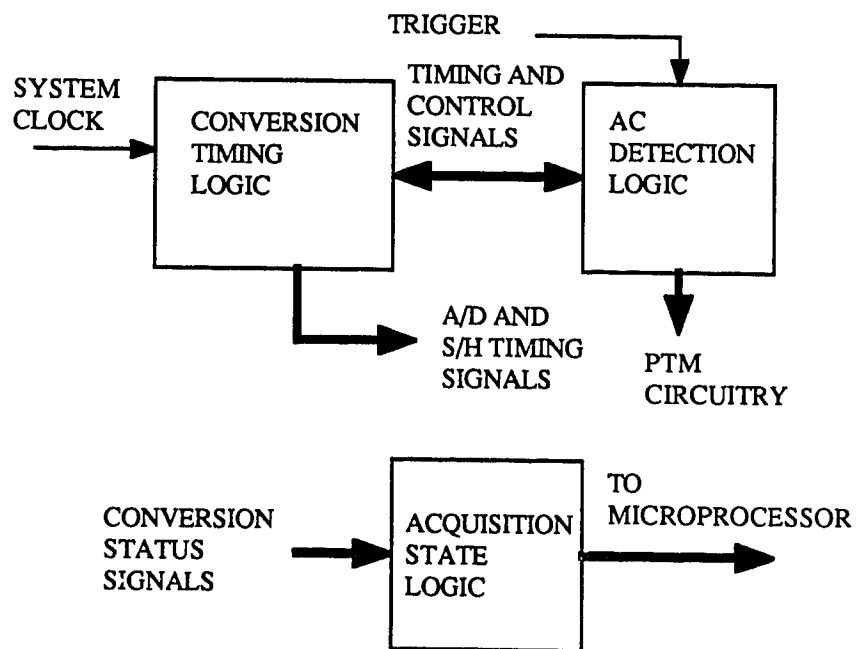 TRIGGER
SYSTEM
CLOCK
CONVERSION
TIMING
LOGIC
TIMING AND
CONTROL
SIGNALS
AC
DETECTION
LOGIC
A/D AND
S/H TIMING
SIGNALS
PTM
CIRCUITRY
CONVERSION
STATUS
SIGNALS
ACQUISITION
STATE
LOGIC
TO
MICROPROCESSOR